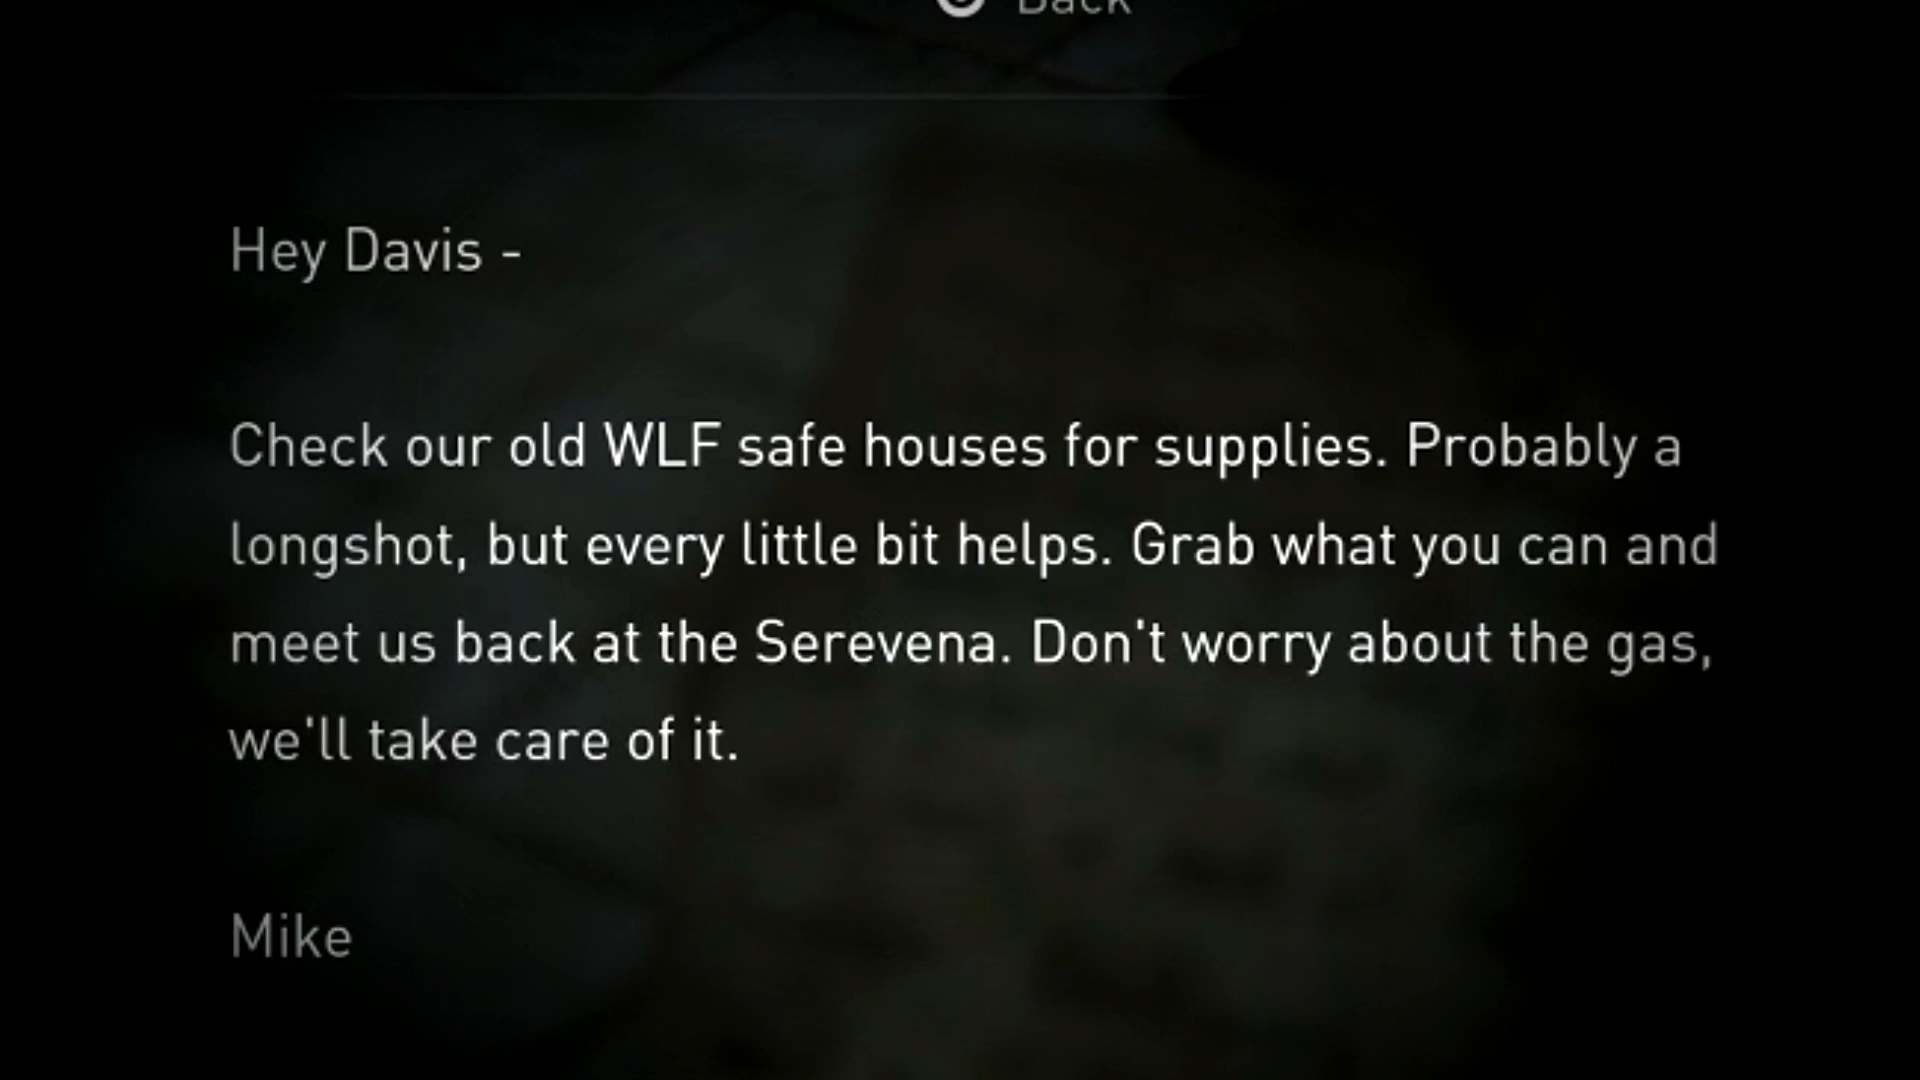 Back
Hey Davis -
Check our old WLF safe houses for supplies. Probably a
longshot, but every little bit helps. Grab what you can and
meet us back at the Serevena. Don't worry about the gas,
we'll take care of it.
Mike